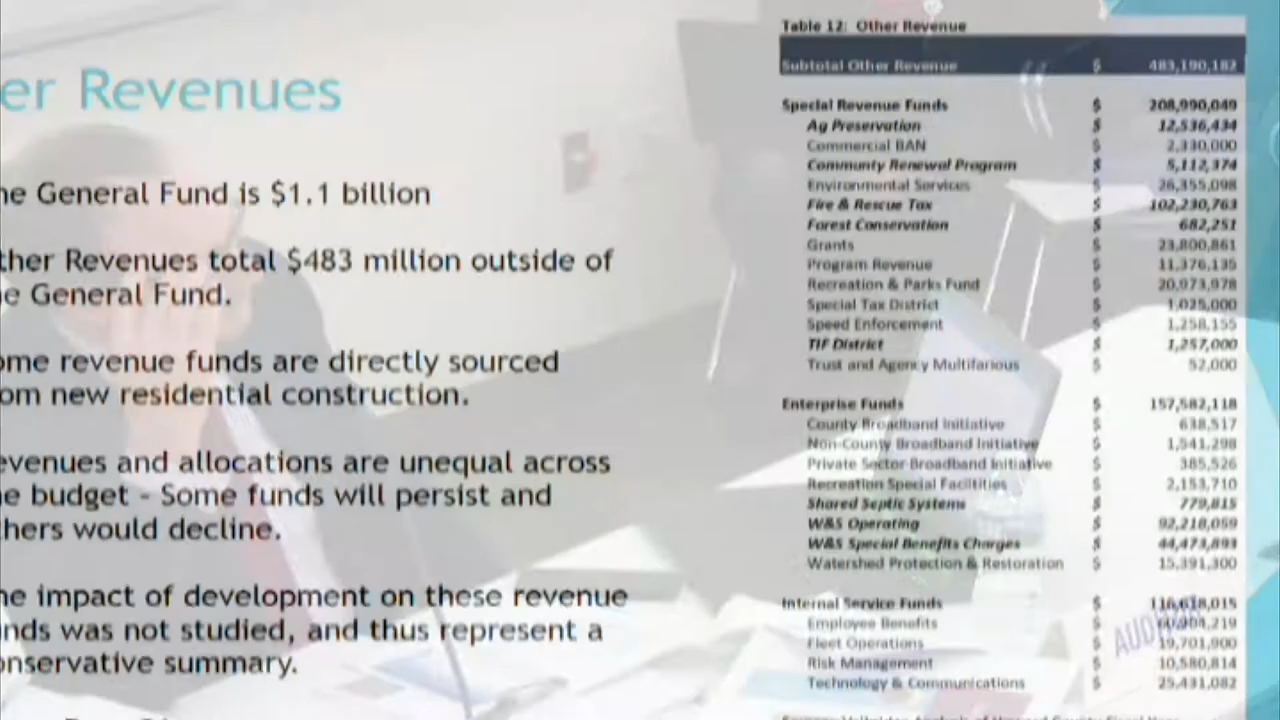 er Revenues
he General Fund is $1.1 billion
ther Revenues total $483 million outside of
e General Fund.
ome revenue funds are directly sourced
om new residential construction.
evenues and allocations are unequal across
e budget - Some funds will persist and
hers would decline.
he impact of development on these revenue
nds was not studied, and thus represent a
onservative summary.
Table 12: Other Revenue
Subtotal Other Revenue $ 483,190,182
Special Revenue Funds $ 208,990,049
Ag Preservation $ 12,536,434
Commercial BAN $ 2,330,000
Communty Renewal Program $ 5,112,374
Environmental Services $ 26,355,098
Fire & Rescue Tax $ 102,230,763
Forest Conservation $ 682,251
Grants $ 23,800,861
Program Revenue $ 11,376,135
Recreation & Parks Fund $ 20,973,978
Special Tax District $ 1,025,000
Speed Enforcement $ 1,258,155
TIF District $ 1,257,000
Trust and Agency Multifarious $ 52,000
Enterprise Funds $ 157,582,118
County Broadband Initiative $ 638,517
Non-County Broadband Initiative $ 1,541,298
Private Sector Broadband Initiative $ 385,526
Recreation Special Facilities $ 2,153,710
Shared Septic Systems $ 779,815
W&S Operating $ 92,218,059
W&S Special Benefits Charges $ 44,473,893
Watershed Protection & Restoration $ 15,391,300
Internal Service Funds $ 116,618,015
Employee Benefits $ 60,904,219
Fleet Operations $ 19,701,900
Risk Management $ 10,580,814
Technology & Communications $ 25,431,082